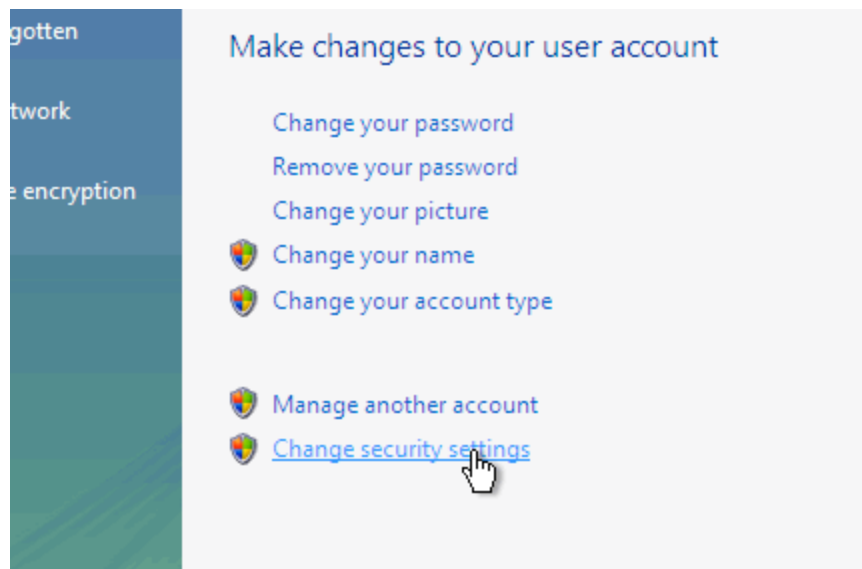 gotten
twork
e encryption
Make changes to your user account
Change your password
Remove your password
Change your picture
Change your name
Change your account type
Manage another account
Change security settings